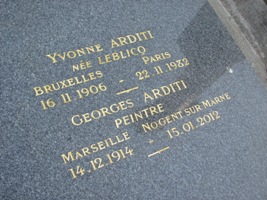 YVONNE ARDITI
NÉE LEBLICQ
BRUXELLES PARIS
16.11.1906 - 22.11.1982
GEORGES ARDITI
PEINTRE
MARSEILLE NOGENT SUR MARNE
14.12.1914 - 15.01.2012